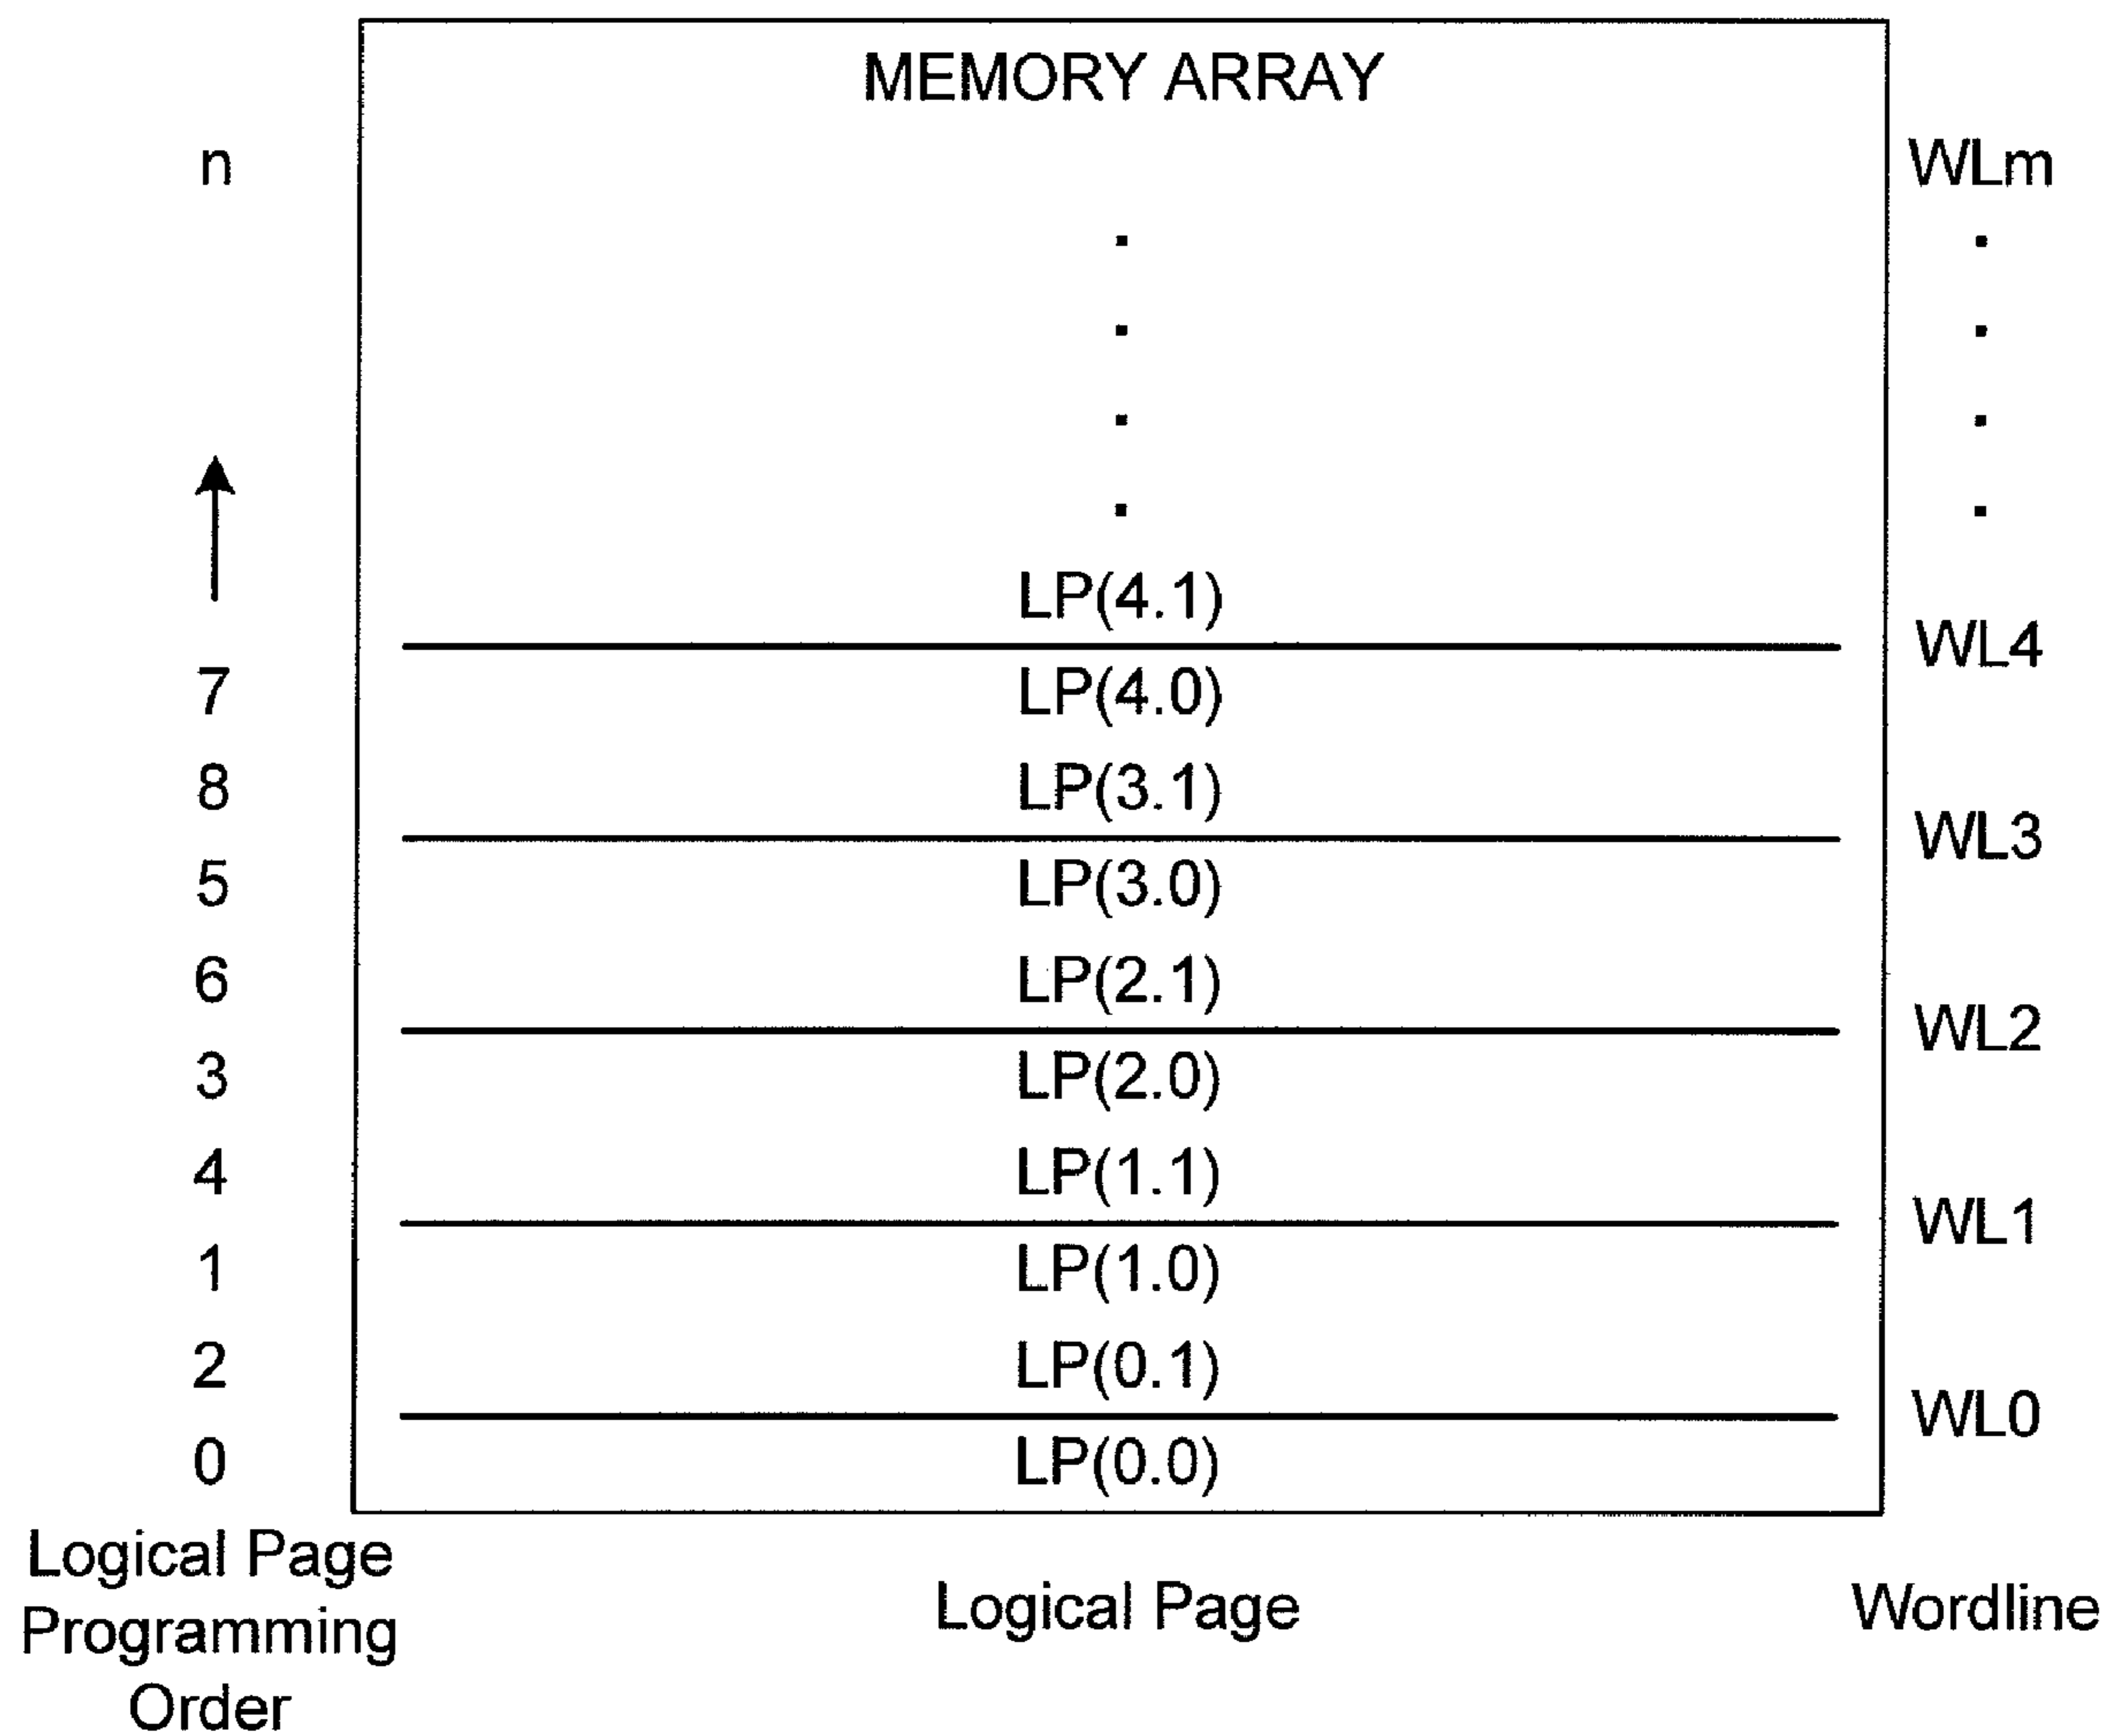 MEMORY ARRAY
n WLm
LP(4.1)
WL4
7 LP(4.0)
8 LP(3.1)
WL3
5 LP(3.0)
6 LP(2.1)
WL2
3 LP(2.0)
4 LP(1.1)
WL1
1 LP(1.0)
2 LP(0.1)
WL0
0 LP(0.0)
Logical Page
Programming
Order
Logical Page
Wordline